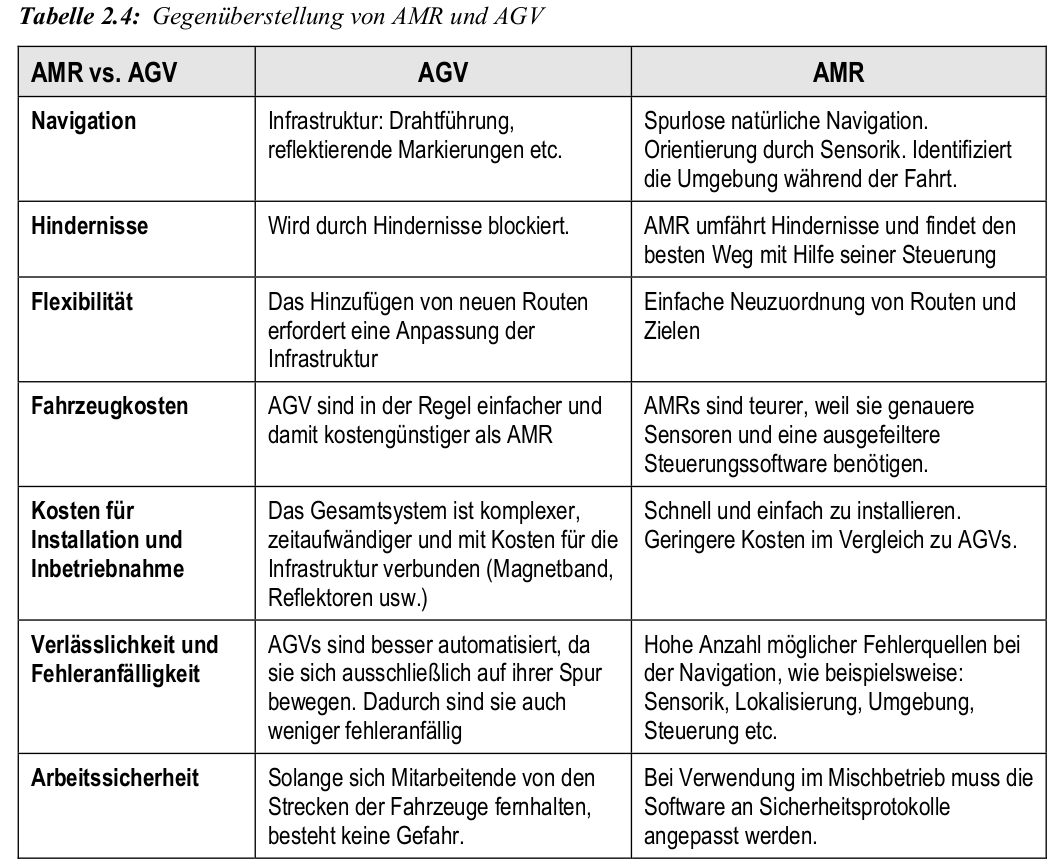 Tabelle 2.4: Gegenüberstellung von AMR und AGV
AMR vs. AGV
AGV
AMR
Navigation
Infrastruktur: Drahtführung,
reflektierende Markierungen etc.
Spurlose natürliche Navigation.
Orientierung durch Sensorik. Identifiziert
die Umgebung während der Fahrt.
Hindernisse
Wird durch Hindernisse blockiert.
AMR umfährt Hindernisse und findet den
besten Weg mit Hilfe seiner Steuerung
Flexibilität
Das Hinzufügen von neuen Routen
erfordert eine Anpassung der
Infrastruktur
Einfache Neuzuordnung von Routen und
Zielen
Fahrzeugkosten
AGV sind in der Regel einfacher und
damit kostengünstiger als AMR
AMRs sind teurer, weil sie genauere
Sensoren und eine ausgefeiltere
Steuerungssoftware benötigen.
Kosten für
Installation und
Inbetriebnahme
Das Gesamtsystem ist komplexer,
zeitaufwändiger und mit Kosten für die
Infrastruktur verbunden (Magnetband,
Reflektoren usw.)
Schnell und einfach zu installieren.
Geringere Kosten im Vergleich zu AGVs.
Verlässlichkeit und
Fehleranfälligkeit
AGVs sind besser automatisiert, da
sie sich ausschließlich auf ihrer Spur
bewegen. Dadurch sind sie auch
weniger fehleranfällig
Hohe Anzahl möglicher Fehlerquellen bei
der Navigation, wie beispielsweise:
Sensorik, Lokalisierung, Umgebung,
Steuerung etc.
Arbeitssicherheit
Solange sich Mitarbeitende von den
Strecken der Fahrzeuge fernhalten,
besteht keine Gefahr.
Bei Verwendung im Mischbetrieb muss die
Software an Sicherheitsprotokolle
angepasst werden.